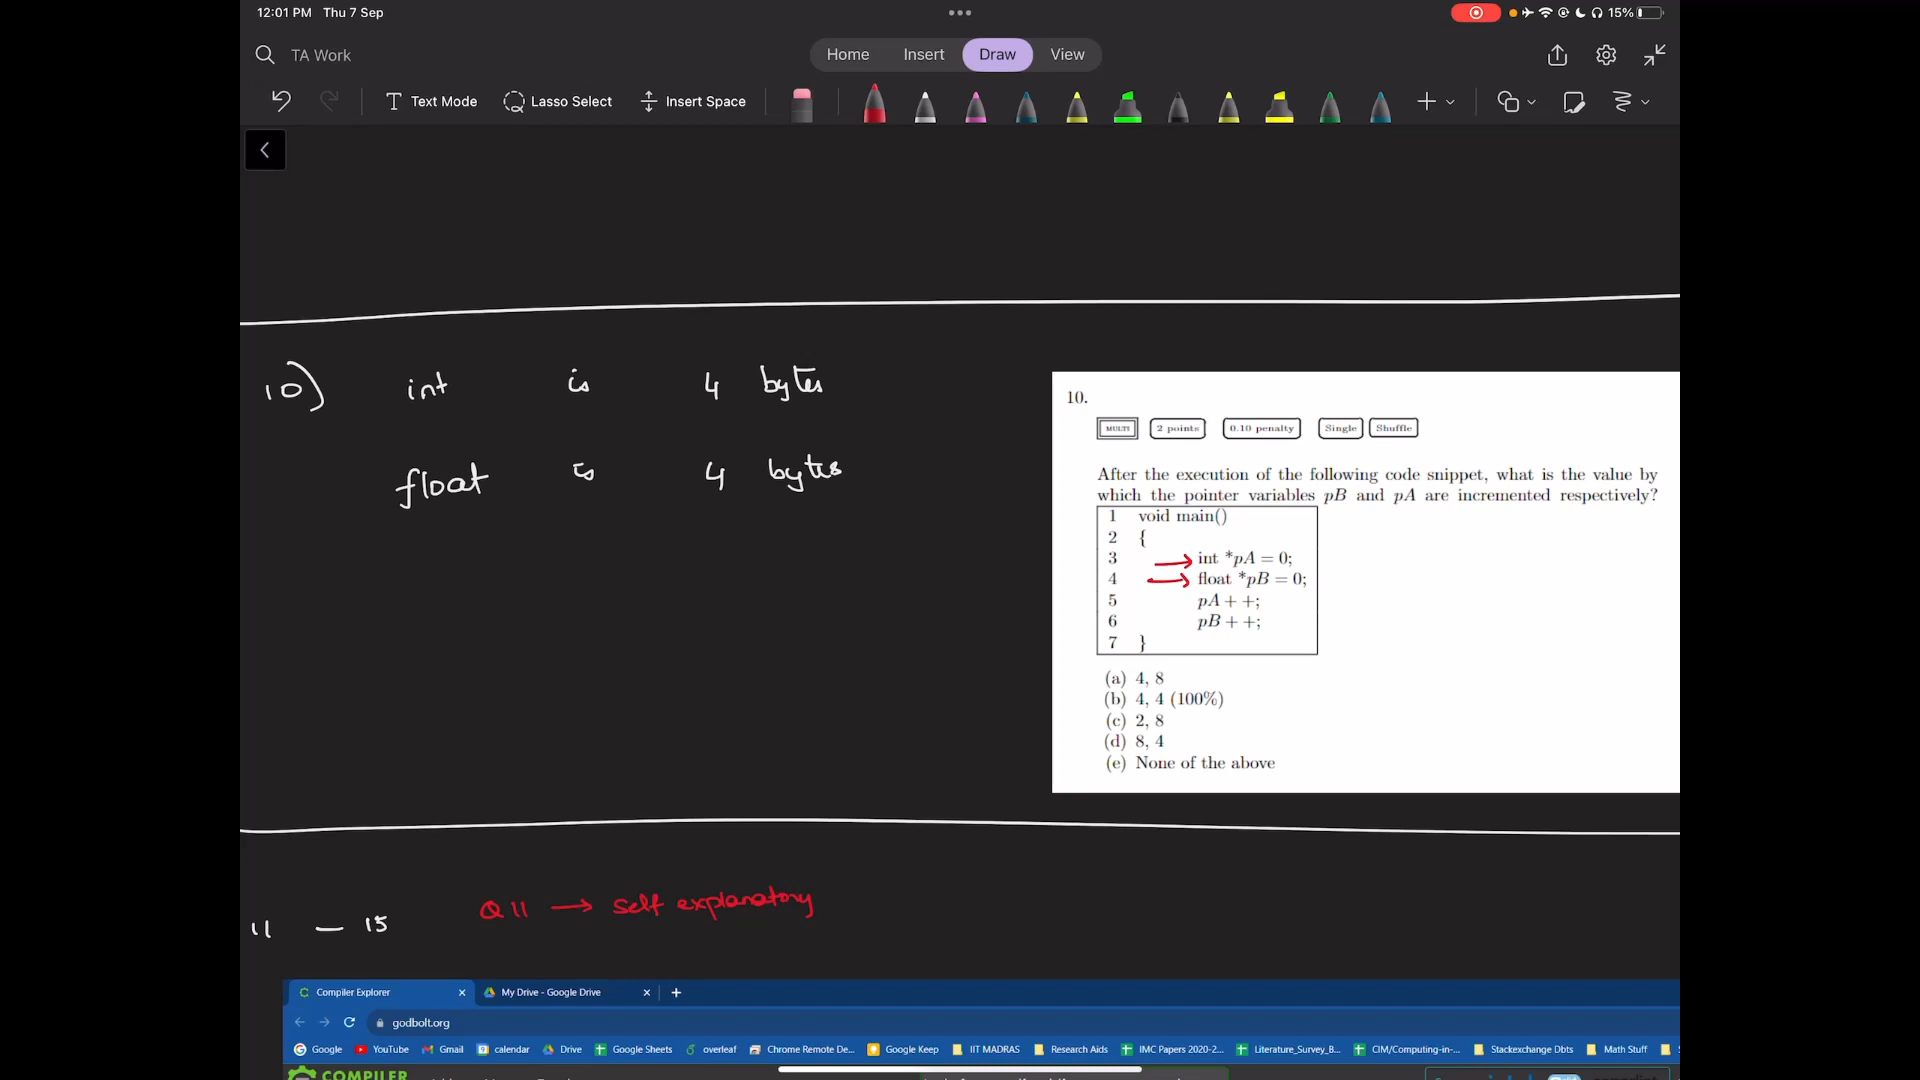 12:01 PM Thu 7 Sep
15%
TA Work
Home Insert Draw View
Text Mode Lasso Select Insert Space
10) int is 4 bytes
float is 4 bytes
10.
MULTI 2 points 0.10 penalty Single Shuffle
After the execution of the following code snippet, what is the value by
which the pointer variables pB and pA are incremented respectively?
1 void main()
2 {
3 int *pA = 0;
4 float *pB = 0;
5 pA + +;
6 pB + +;
7 }
(a) 4, 8
(b) 4, 4 (100%)
(c) 2, 8
(d) 8, 4
(e) None of the above
11 — 15 Q11 → self explanatory
Compiler Explorer My Drive - Google Drive
godbolt.org
Google YouTube Gmail calendar Drive Google Sheets overleaf Chrome Remote De... Google Keep IIT MADRAS Research Aids IMC Papers 2020-2... Literature_Survey_B... CIM/Computing-in-... Stackexchange Dbts Math Stuff
COMPILER